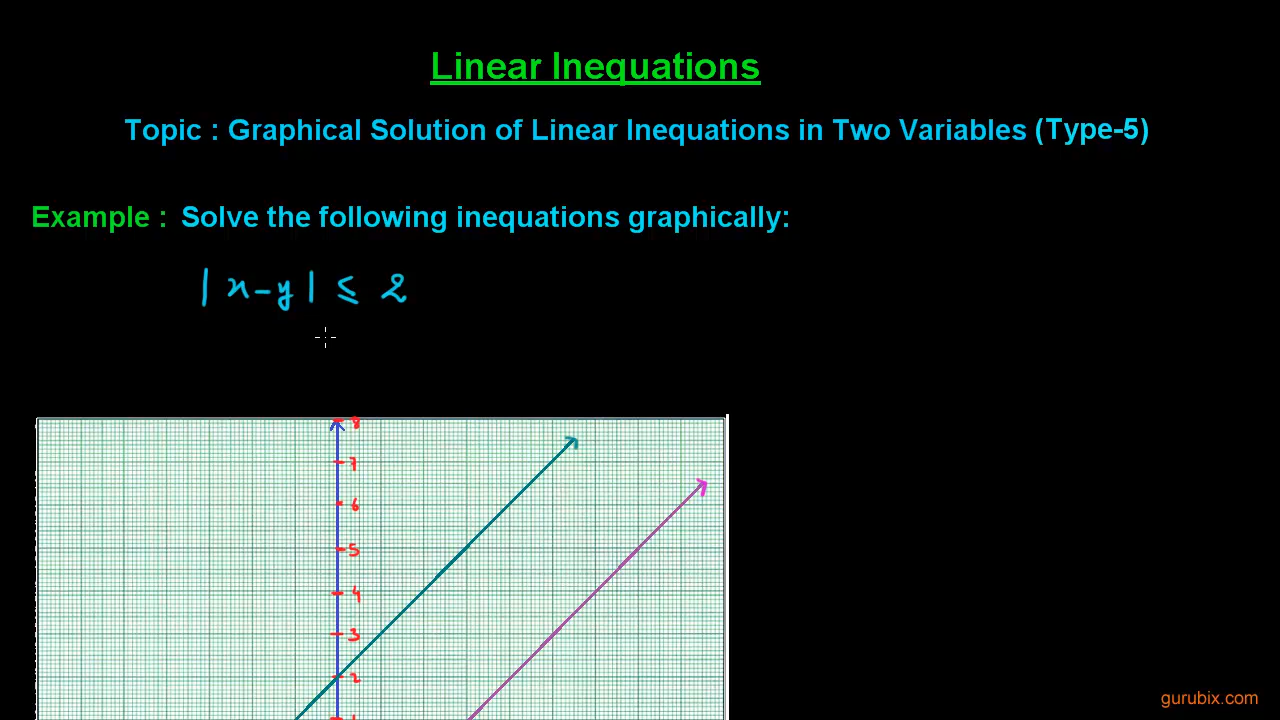 Linear Inequations
Topic : Graphical Solution of Linear Inequations in Two Variables (Type-5)
Example : Solve the following inequations graphically:
|x-y| ≤ 2
8
7
6
5
4
3
2
gurubix.com